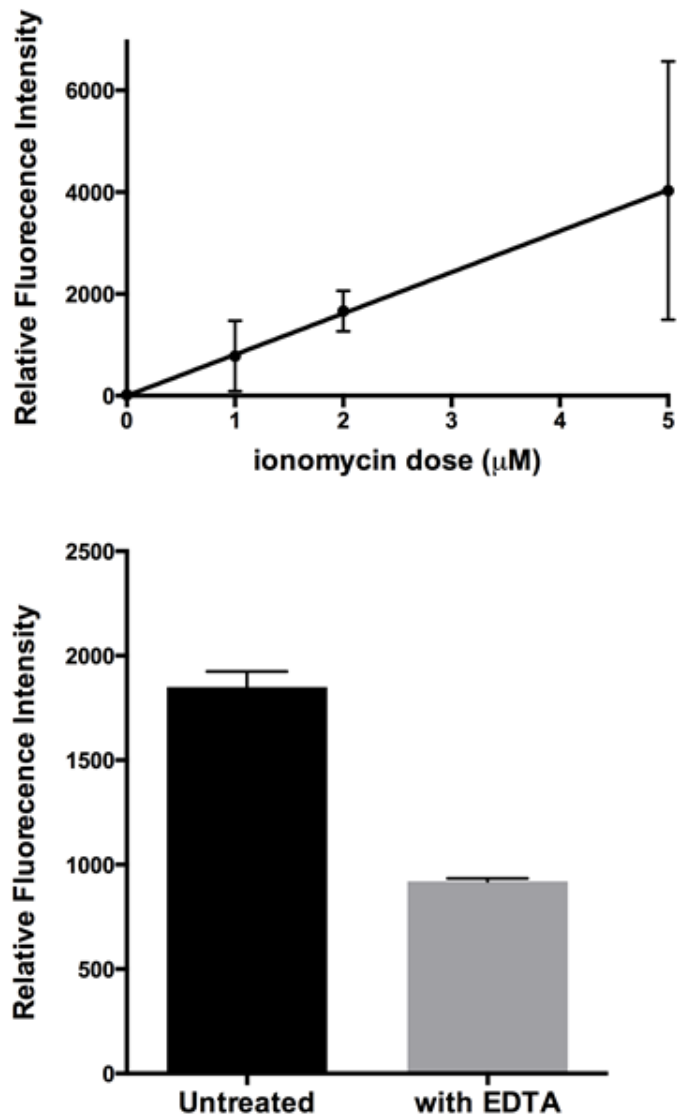 Relative Fluorecence Intensity
6000
4000
2000
0
0 1 2 3 4 5
ionomycin dose (μM)
Relative Fluorecence Intensity
2500
2000
1500
1000
500
0
Untreated with EDTA